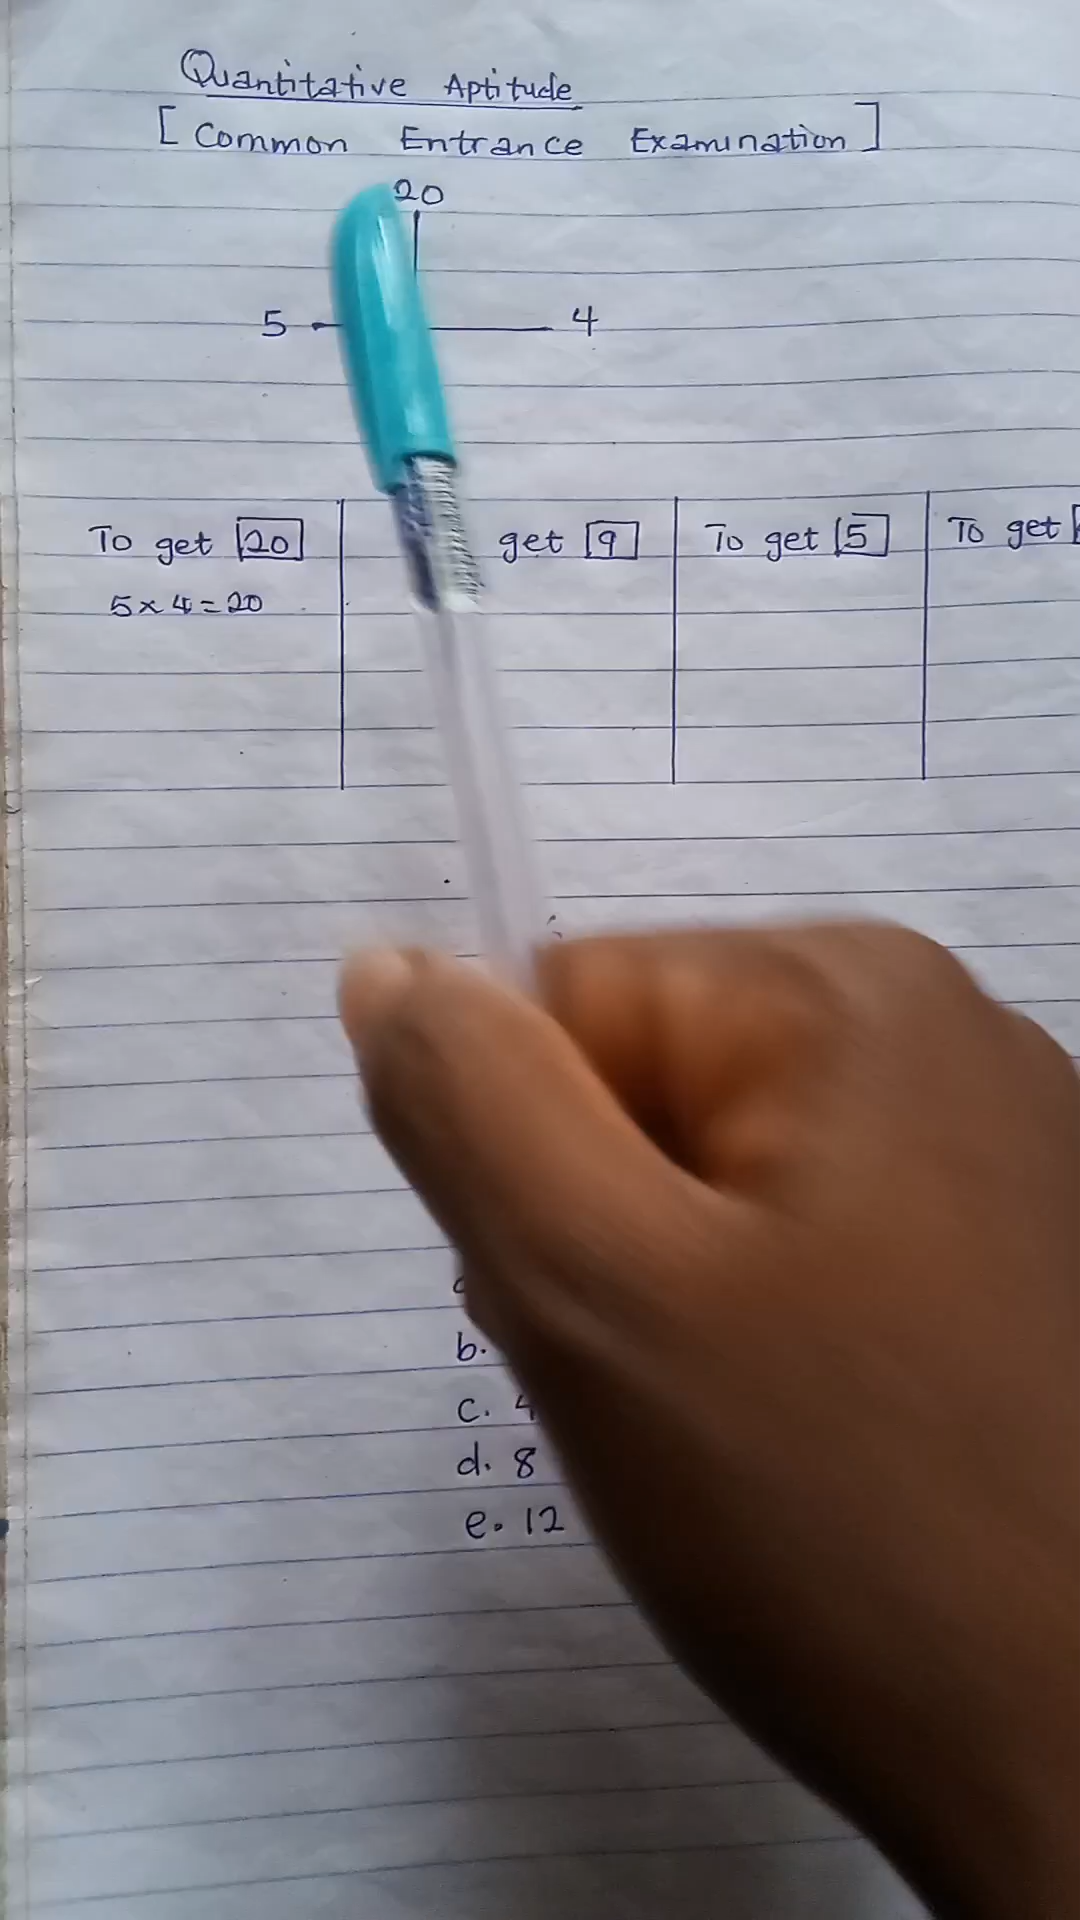 Quantitative Aptitude
[Common Entrance Examination]
20
5
4
To get 20
get 9
To get 5
To get
5 x 4 = 20
b.
c. 4
d. 8
e. 12